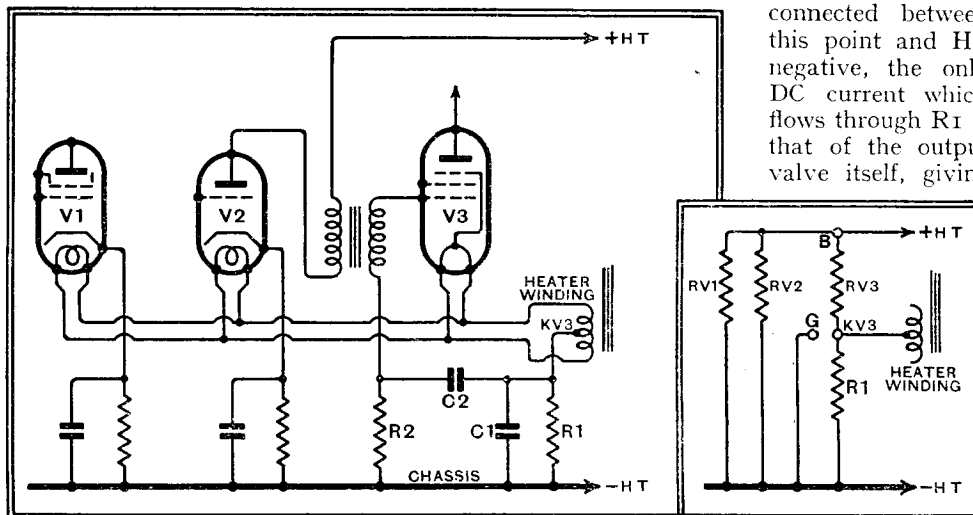 connected betwee
this point and H
negative, the onl
DC current whic
flows through R1
that of the outpu
valve itself, givin
+HT
V1
V2
V3
HEATER
WINDING
KV3
C2
R2
C1
R1
CHASSIS
-HT
B
+HT
RV1
RV2
RV3
G
KV3
HEATER
WINDING
R1
-HT